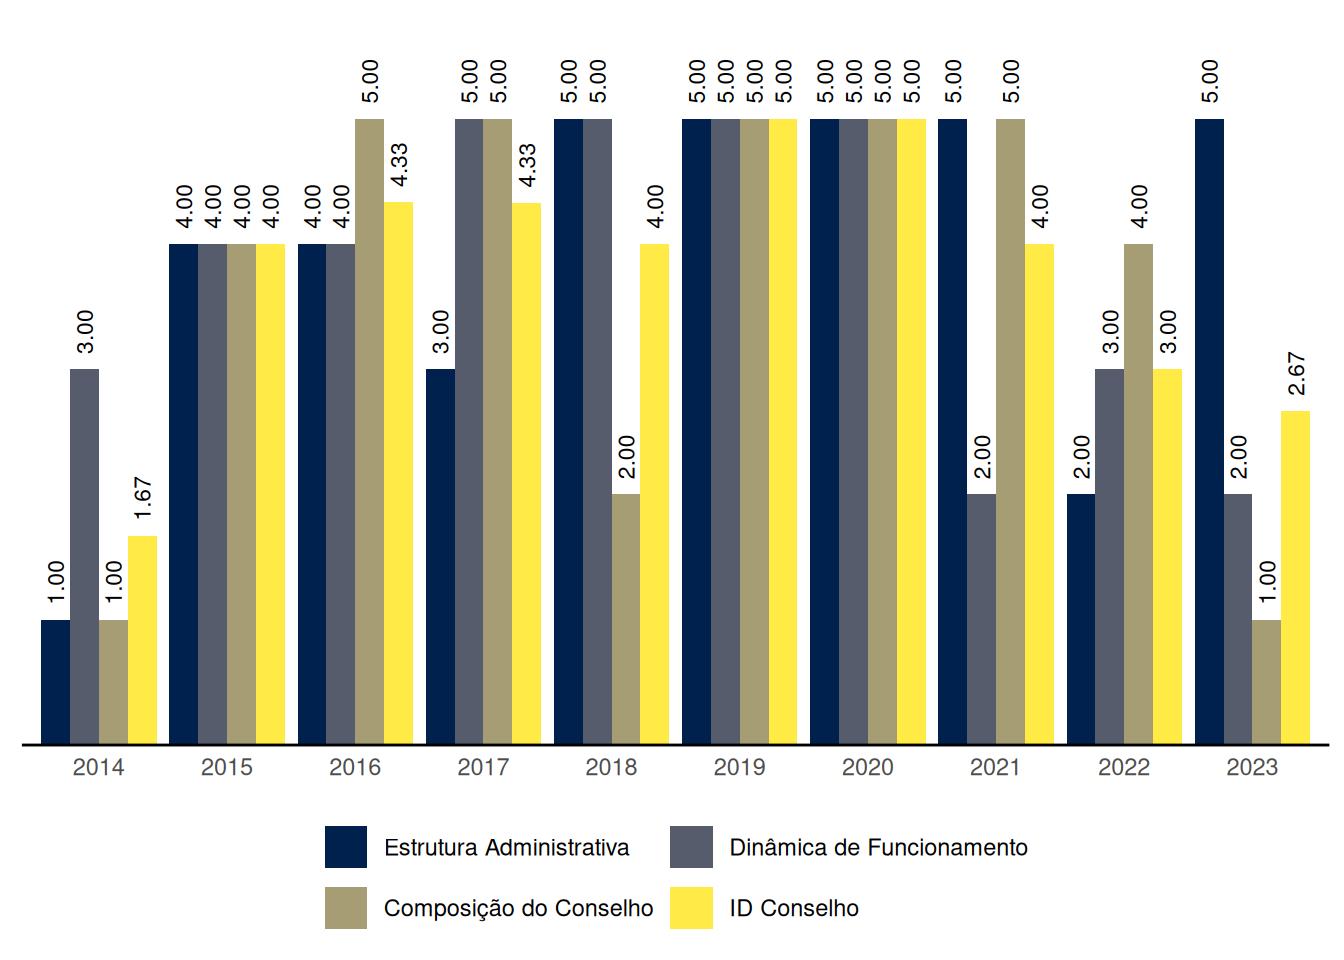 1.00 3.00 1.00 1.67
4.00 4.00 4.00 4.00
4.00 4.00 5.00 4.33
3.00 5.00 5.00 4.33
5.00 5.00 2.00 4.00
5.00 5.00 5.00 5.00
5.00 5.00 5.00 5.00
5.00 2.00 5.00 4.00
2.00 3.00 4.00 3.00
5.00 2.00 1.00 2.67
2014 2015 2016 2017 2018 2019 2020 2021 2022 2023
Estrutura Administrativa Dinâmica de Funcionamento
Composição do Conselho ID Conselho